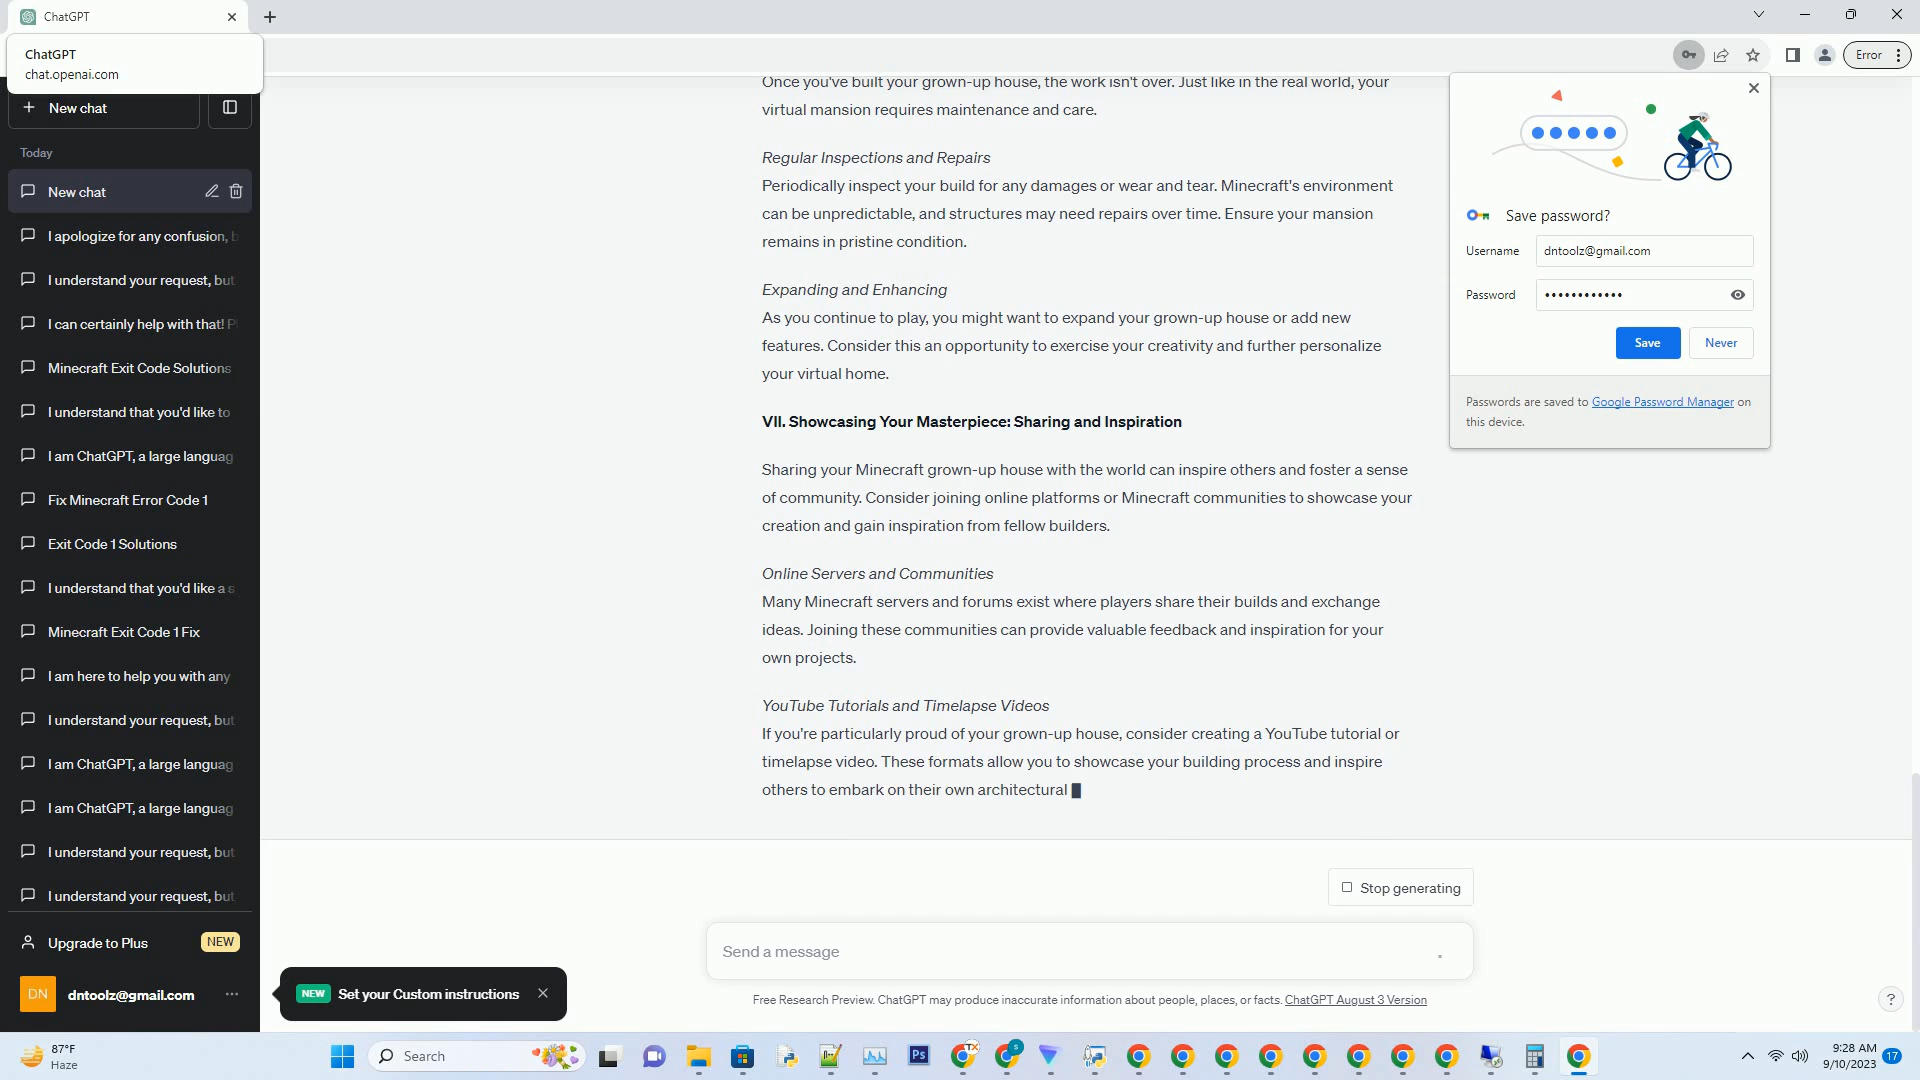 ChatGPT
ChatGPT
chat.openai.com
Error
New chat
Today
New chat
I apologize for any confusion, b
I understand your request, but
I can certainly help with that! P
Minecraft Exit Code Solutions
I understand that you'd like to
I am ChatGPT, a large languag
Fix Minecraft Error Code 1
Exit Code 1 Solutions
I understand that you'd like a s
Minecraft Exit Code 1 Fix
I am here to help you with any
I understand your request, but
I am ChatGPT, a large languag
I am ChatGPT, a large languag
I understand your request, but
I understand your request, but
Upgrade to Plus NEW
DN dntoolz@gmail.com
Once you've built your grown-up house, the work isn't over. Just like in the real world, your
virtual mansion requires maintenance and care.
Regular Inspections and Repairs
Periodically inspect your build for any damages or wear and tear. Minecraft's environment
can be unpredictable, and structures may need repairs over time. Ensure your mansion
remains in pristine condition.
Expanding and Enhancing
As you continue to play, you might want to expand your grown-up house or add new
features. Consider this an opportunity to exercise your creativity and further personalize
your virtual home.
VII. Showcasing Your Masterpiece: Sharing and Inspiration
Sharing your Minecraft grown-up house with the world can inspire others and foster a sense
of community. Consider joining online platforms or Minecraft communities to showcase your
creation and gain inspiration from fellow builders.
Online Servers and Communities
Many Minecraft servers and forums exist where players share their builds and exchange
ideas. Joining these communities can provide valuable feedback and inspiration for your
own projects.
YouTube Tutorials and Timelapse Videos
If you're particularly proud of your grown-up house, consider creating a YouTube tutorial or
timelapse video. These formats allow you to showcase your building process and inspire
others to embark on their own architectural
Save password?
Username dntoolz@gmail.com
Password ••••••••••••
Save Never
Passwords are saved to Google Password Manager on
this device.
Stop generating
Send a message
NEW Set your Custom instructions
Free Research Preview. ChatGPT may produce inaccurate information about people, places, or facts. ChatGPT August 3 Version
?
87°F
Haze
Search
Ps
TX
S
9:28 AM
9/10/2023
17